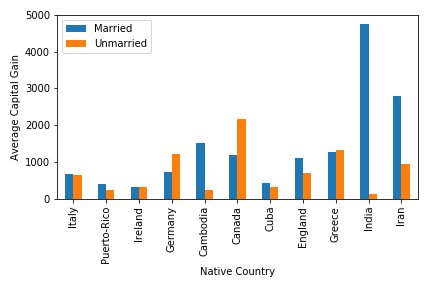 5000
4000
3000
2000
1000
0
Average Capital Gain
Married
Unmarried
Italy
Puerto-Rico
Ireland
Germany
Cambodia
Canada
Cuba
England
Greece
India
Iran
Native Country